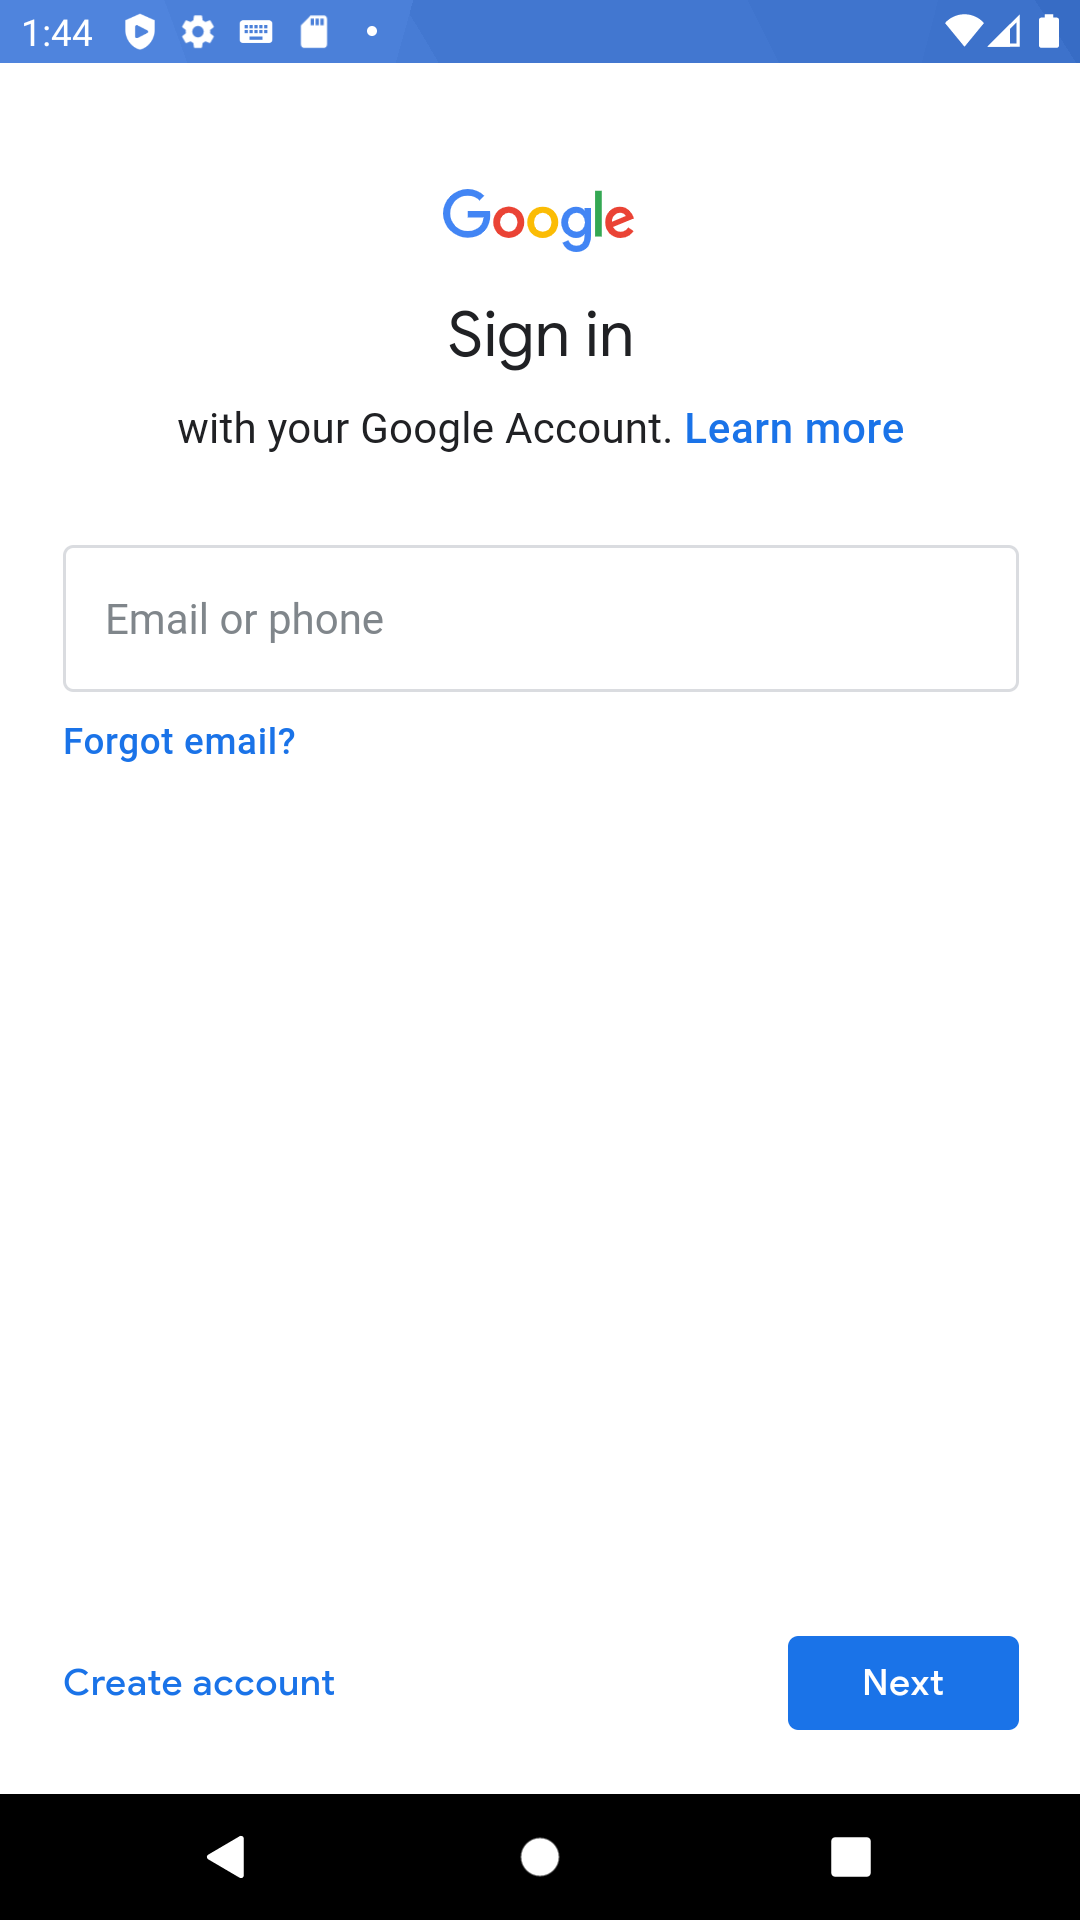 1:44
Google
Sign in
with your Google Account. Learn more
Email or phone
Forgot email?
Create account
Next